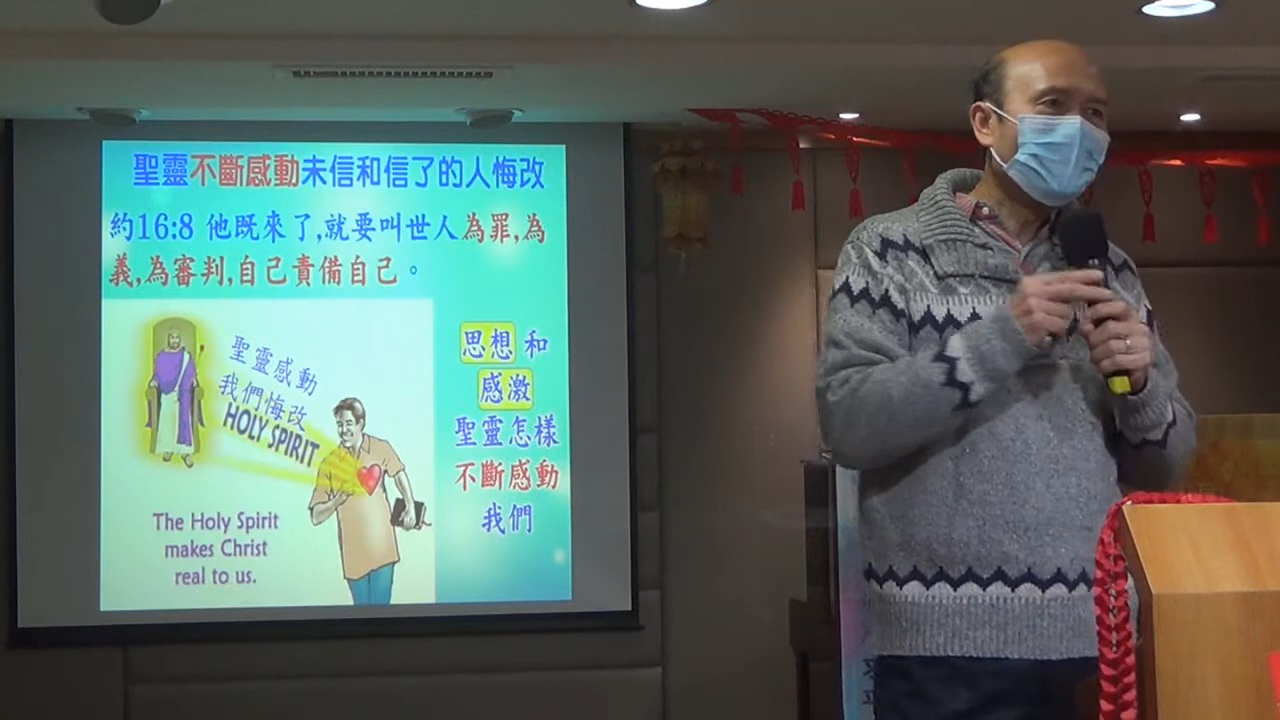 聖靈不斷感動未信和信了的人悔改
約16:8 他既來了,就要叫世人為罪,為
義,為審判,自己責備自己。
聖靈感動
我們悔改
HOLY SPIRIT
The Holy Spirit
makes Christ
real to us.
思想 和
感激
聖靈怎樣
不斷感動
我們